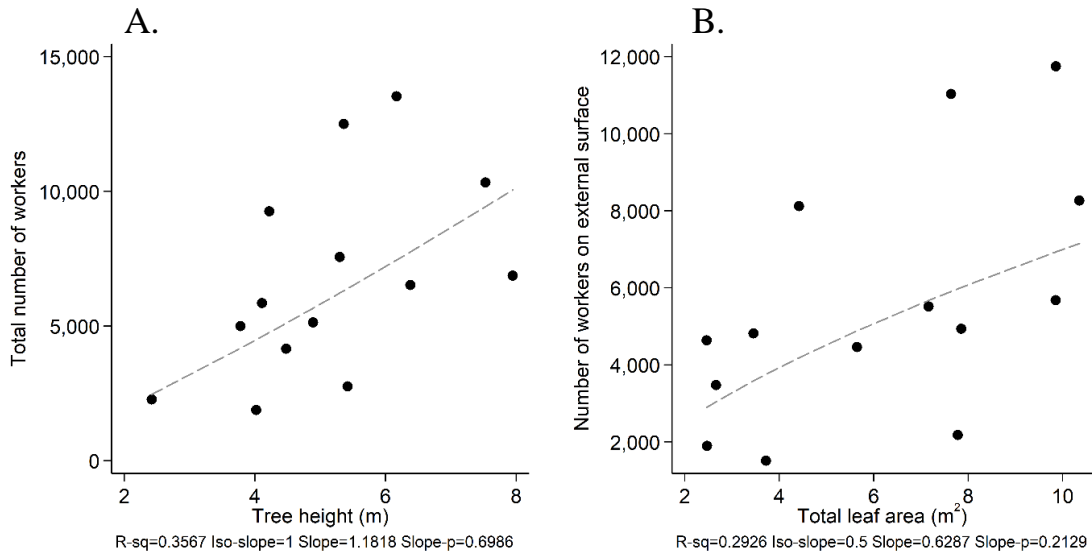 A.
Total number of workers
15,000
10,000
5,000
0
2 4 6 8
Tree height (m)
R-sq=0.3567 Iso-slope=1 Slope=1.1818 Slope-p=0.6986
B.
Number of workers on external surface
12,000
10,000
8,000
6,000
4,000
2,000
2 4 6 8 10
Total leaf area (m²)
R-sq=0.2926 Iso-slope=0.5 Slope=0.6287 Slope-p=0.2129